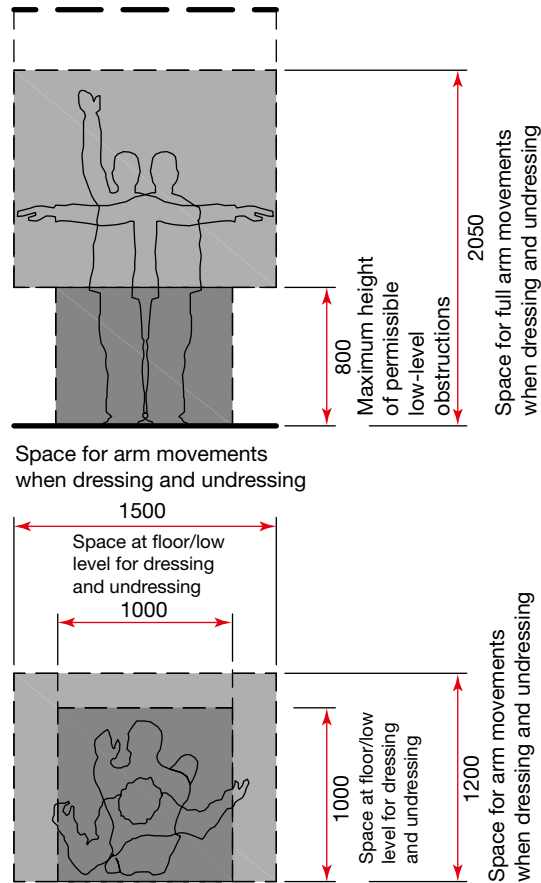 800
Maximum height
of permissible
low-level
obstructions
2050
Space for full arm movements
when dressing and undressing
Space for arm movements
when dressing and undressing
1500
Space at floor/low
level for dressing
and undressing
1000
1000
Space at floor/low
level for dressing
and undressing
1200
Space for arm movements
when dressing and undressing